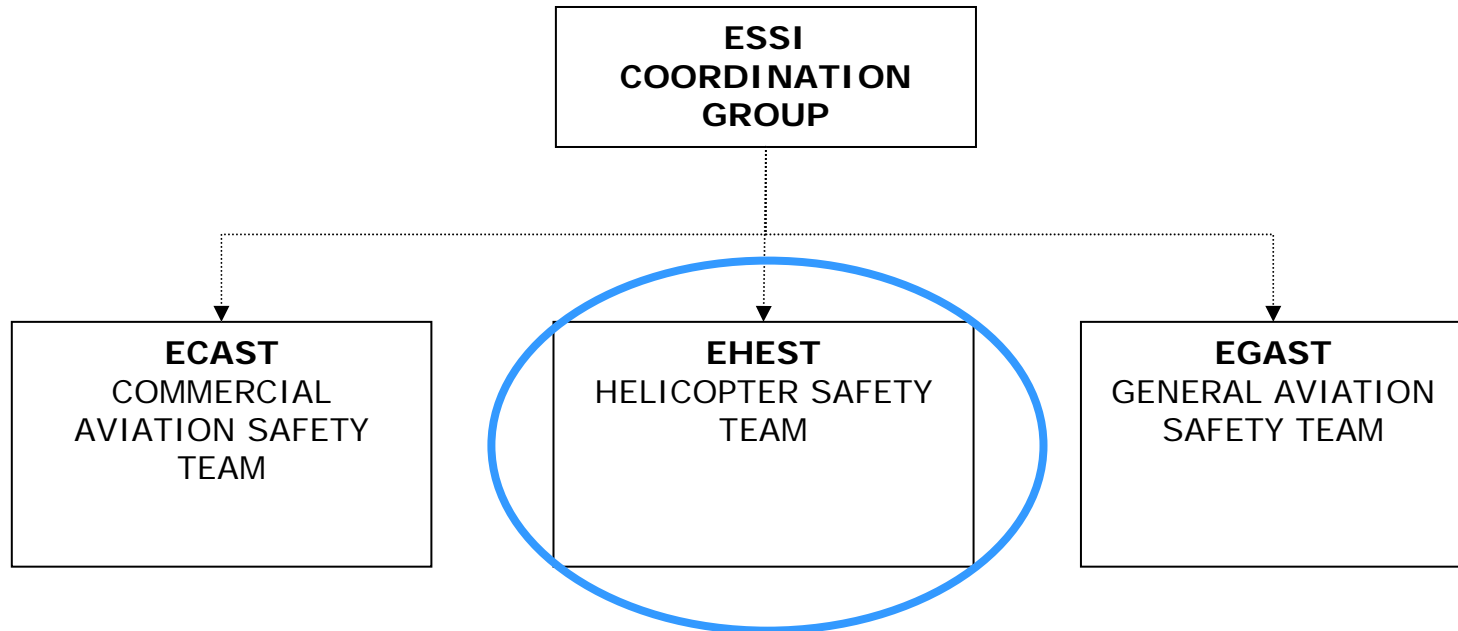 ESSI
COORDINATION
GROUP
ECAST
COMMERCIAL
AVIATION SAFETY
TEAM
EHEST
HELICOPTER SAFETY
TEAM
EGAST
GENERAL AVIATION
SAFETY TEAM